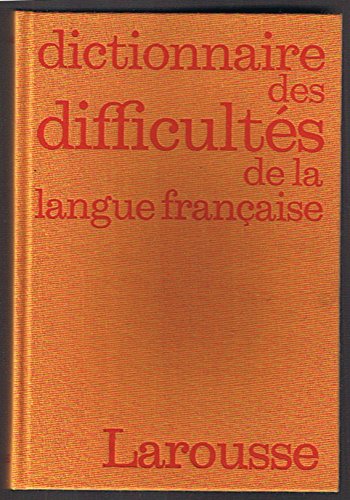 dictionnaire
des
difficultés
de la
langue française
Larousse